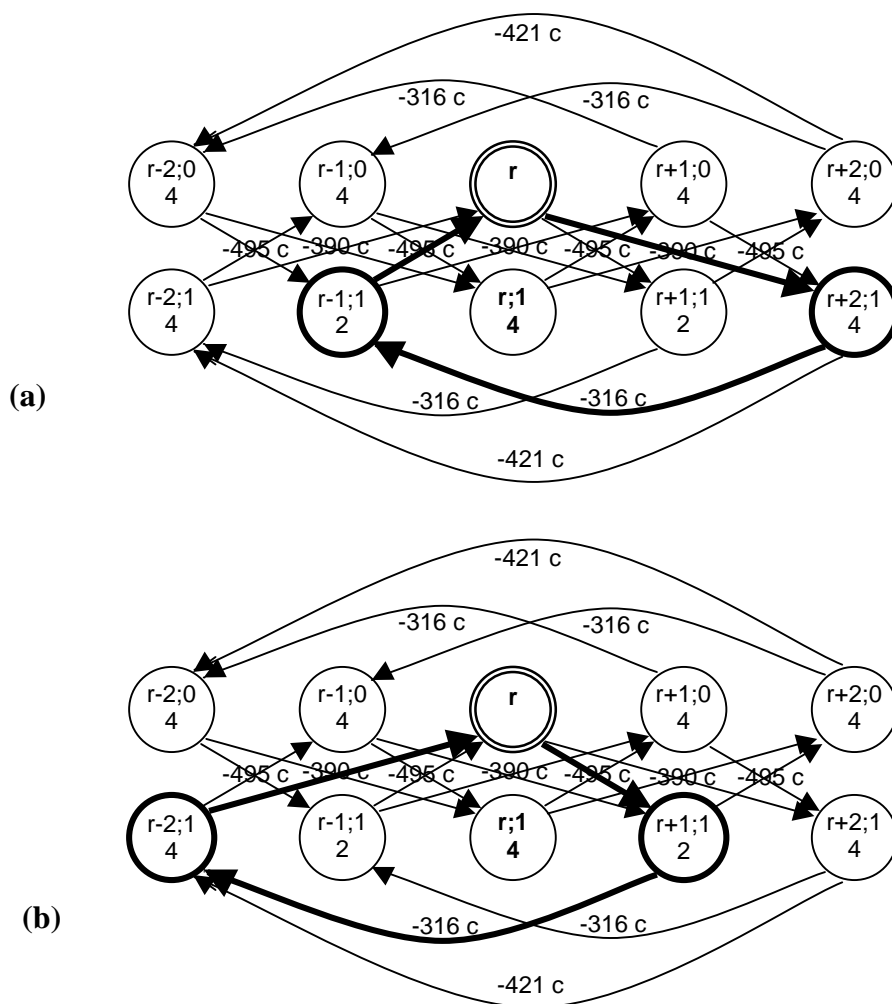 -421 c
-316 c
-316 c
r-2;0
4
r-1;0
4
r
r+1;0
4
r+2;0
4
-495 c
-390 c
-495 c
-390 c
-495 c
-390 c
-495 c
r-2;1
4
r-1;1
2
r;1
4
r+1;1
2
r+2;1
4
(a)
-316 c
-316 c
-421 c
-421 c
-316 c
-316 c
r-2;0
4
r-1;0
4
r
r+1;0
4
r+2;0
4
-495 c
-390 c
-495 c
-390 c
-495 c
-390 c
-495 c
r-2;1
4
r-1;1
2
r;1
4
r+1;1
2
r+2;1
4
(b)
-316 c
-316 c
-421 c